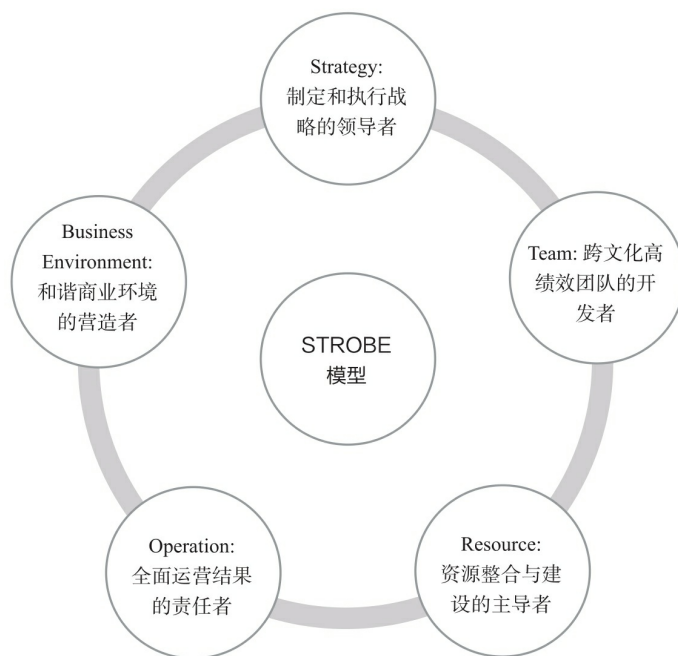 Strategy:
制定和执行战
略的领导者
Business
Environment:
和谐商业环境
的营造者
Team: 跨文化高
绩效团队的开
发者
STROBE
模型
Operation:
全面运营结果
的责任者
Resource:
资源整合与建
设的主导者